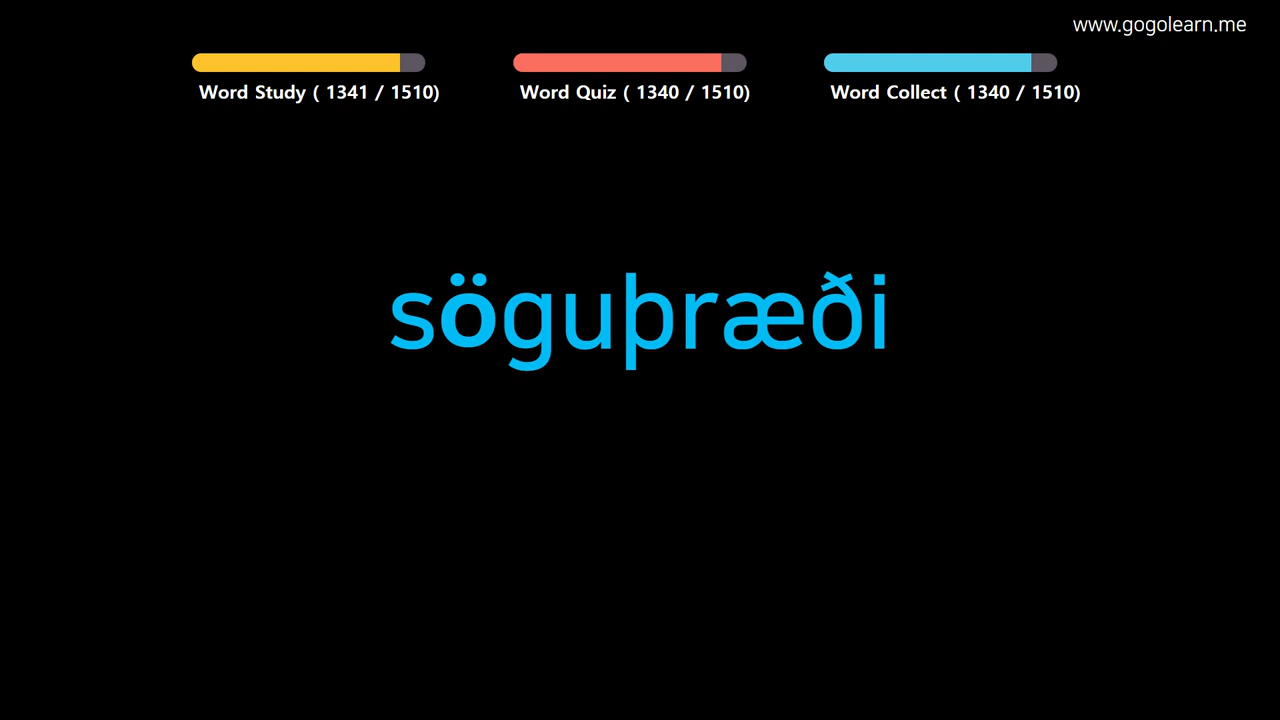 www.gogolearn.me
Word Study ( 1341 / 1510)
Word Quiz ( 1340 / 1510)
Word Collect ( 1340 / 1510)
söguþræði